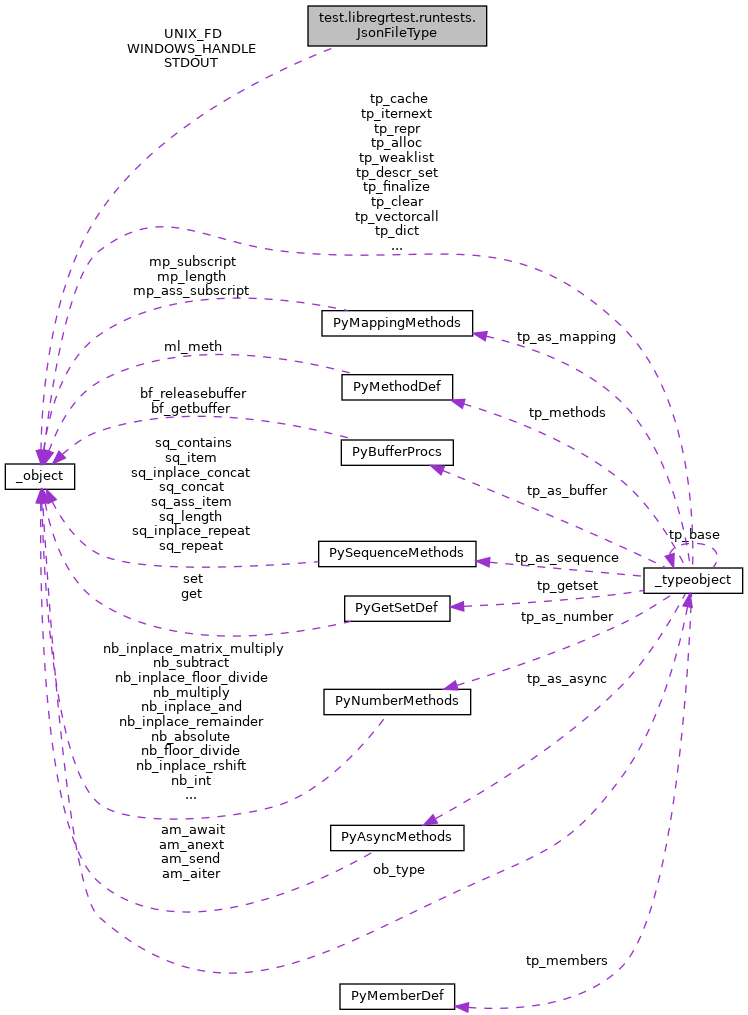 test.libregrtest.runtests.
JsonFileType
UNIX_FD
WINDOWS_HANDLE
STDOUT
tp_cache
tp_iternext
tp_repr
tp_alloc
tp_weaklist
tp_descr_set
tp_finalize
tp_clear
tp_vectorcall
tp_dict
...
mp_subscript
mp_length
mp_ass_subscript
PyMappingMethods
tp_as_mapping
ml_meth
PyMethodDef
tp_methods
bf_releasebuffer
bf_getbuffer
PyBufferProcs
tp_as_buffer
_object
sq_contains
sq_item
sq_inplace_concat
sq_concat
sq_ass_item
sq_length
sq_inplace_repeat
sq_repeat
PySequenceMethods
tp_as_sequence
tp_base
_typeobject
set
get
PyGetSetDef
tp_getset
tp_as_number
nb_inplace_matrix_multiply
nb_subtract
nb_inplace_floor_divide
nb_multiply
nb_inplace_and
nb_inplace_remainder
nb_absolute
nb_floor_divide
nb_inplace_rshift
nb_int
...
PyNumberMethods
tp_as_async
am_await
am_anext
am_send
am_aiter
PyAsyncMethods
ob_type
tp_members
PyMemberDef